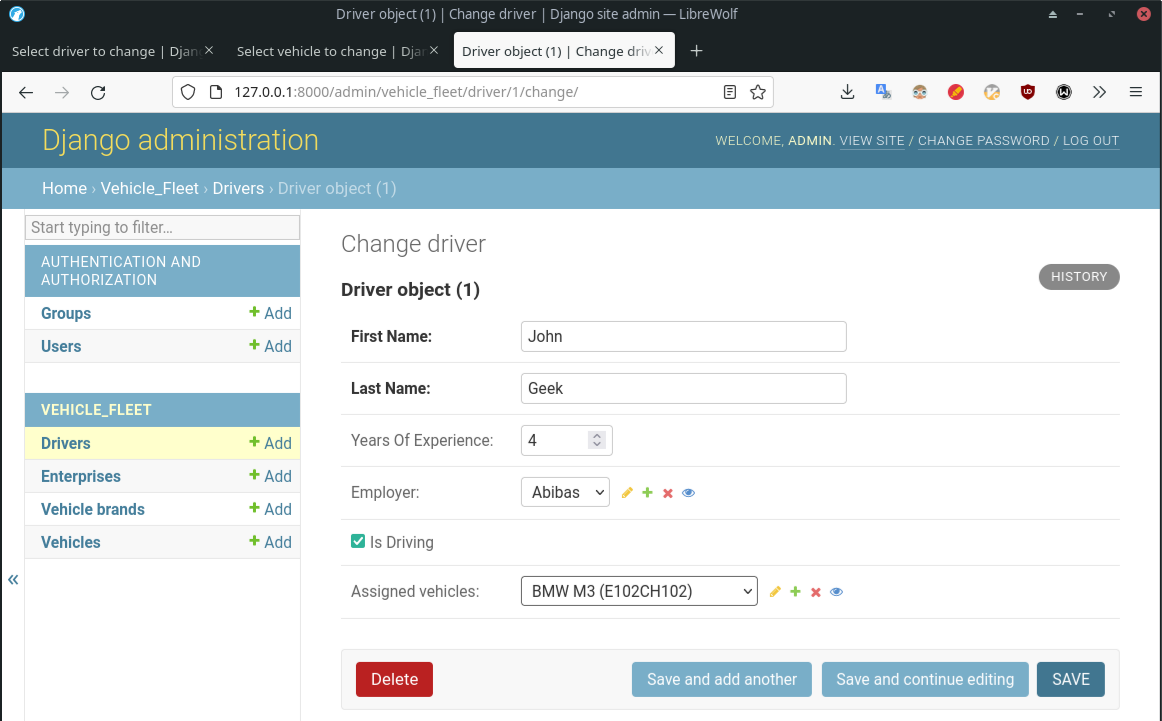 Driver object (1) | Change driver | Django site admin — LibreWolf
Select driver to change | Djan
Select vehicle to change | Djan
Driver object (1) | Change driv
127.0.0.1:8000/admin/vehicle_fleet/driver/1/change/
Django administration
WELCOME, ADMIN. VIEW SITE / CHANGE PASSWORD / LOG OUT
Home › Vehicle_Fleet › Drivers › Driver object (1)
Start typing to filter…
AUTHENTICATION AND
AUTHORIZATION
Groups + Add
Users + Add
VEHICLE_FLEET
Drivers + Add
Enterprises + Add
Vehicle brands + Add
Vehicles + Add
«
Change driver
HISTORY
Driver object (1)
First Name: John
Last Name: Geek
Years Of Experience: 4
Employer: Abibas
Is Driving
Assigned vehicles: BMW M3 (E102CH102)
Delete
Save and add another
Save and continue editing
SAVE